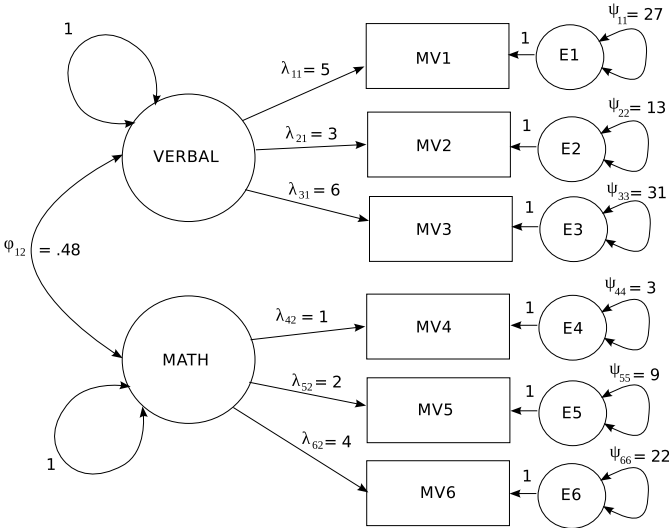 1
VERBAL
φ12 = .48
MATH
1
λ11 = 5
λ21 = 3
λ31 = 6
λ42 = 1
λ52 = 2
λ62 = 4
MV1
1
E1
ψ11 = 27
MV2
1
E2
ψ22 = 13
MV3
1
E3
ψ33 = 31
MV4
1
E4
ψ44 = 3
MV5
1
E5
ψ55 = 9
MV6
1
E6
ψ66 = 22